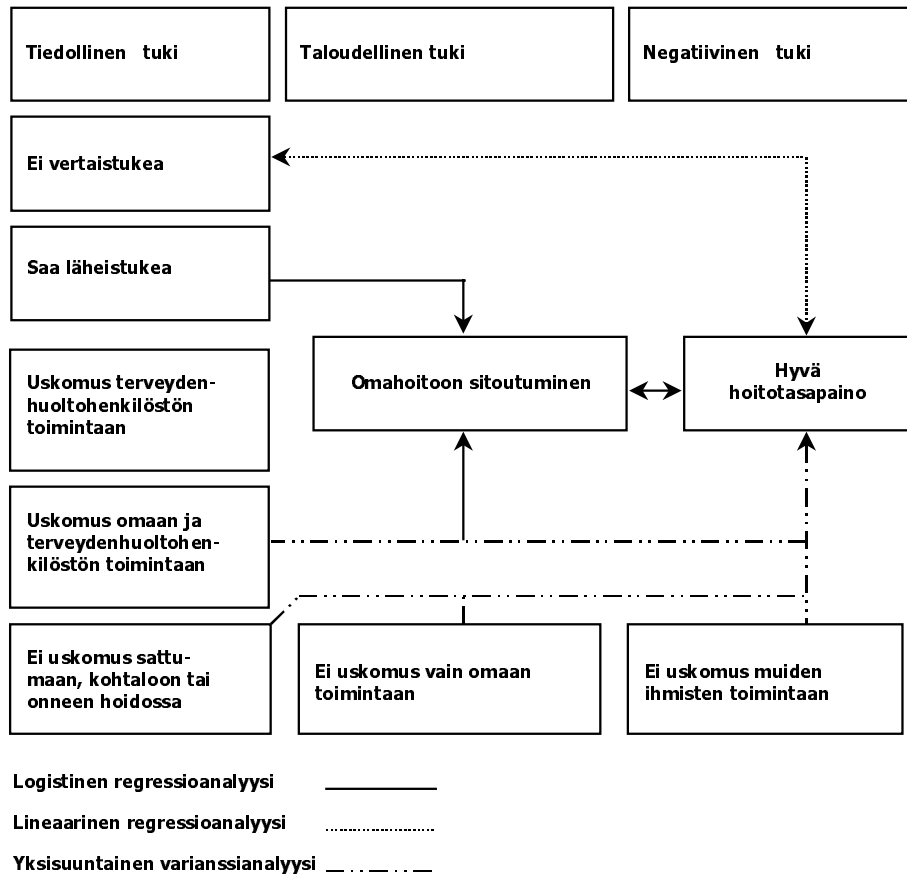 Tiedollinen tuki
Taloudellinen tuki
Negatiivinen tuki
Ei vertaistukea
Saa läheistukea
Omahoitoon sitoutuminen
Hyvä
hoitotasapaino
Uskomus terveyden-
huoltohenkilöstön
toimintaan
Uskomus omaan ja
terveydenhuoltohen-
kilöstön toimintaan
Ei uskomus sattu-
maan, kohtaloon tai
onneen hoidossa
Ei uskomus vain omaan
toimintaan
Ei uskomus muiden
ihmisten toimintaan
Logistinen regressioanalyysi
Lineaarinen regressioanalyysi
Yksisuuntainen varianssianalyysi